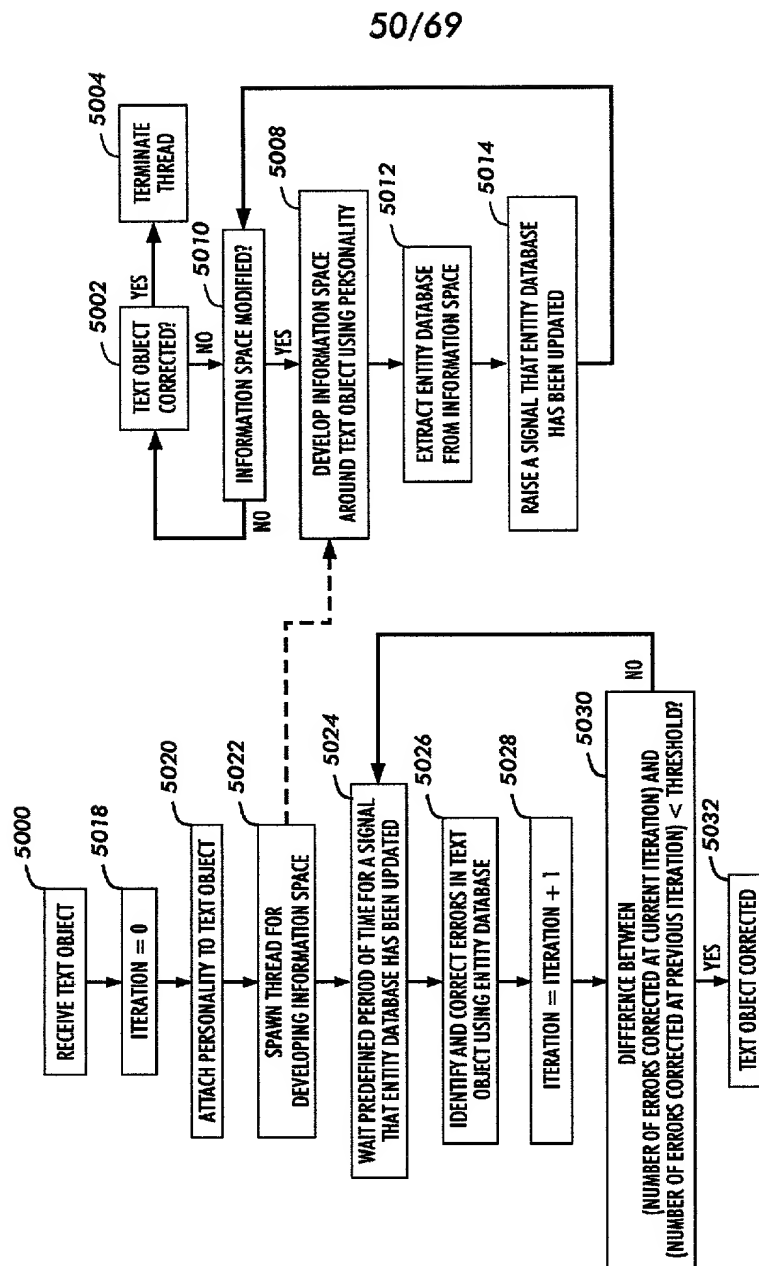 50/69
5000
RECEIVE TEXT OBJECT
5018
ITERATION = 0
5020
ATTACH PERSONALITY TO TEXT OBJECT
5022
SPAWN THREAD FOR
DEVELOPING INFORMATION SPACE
5024
WAIT PREDEFINED PERIOD OF TIME FOR A SIGNAL
THAT ENTITY DATABASE HAS BEEN UPDATED
5026
IDENTIFY AND CORRECT ERRORS IN TEXT
OBJECT USING ENTITY DATABASE
5028
ITERATION = ITERATION + 1
5030
DIFFERENCE BETWEEN
(NUMBER OF ERRORS CORRECTED AT CURRENT ITERATION) AND
(NUMBER OF ERRORS CORRECTED AT PREVIOUS ITERATION) < THRESHOLD?
NO
YES
5032
TEXT OBJECT CORRECTED
5002
TEXT OBJECT
CORRECTED?
YES
5004
TERMINATE
THREAD
NO
5010
INFORMATION SPACE MODIFIED?
NO
YES
5008
DEVELOP INFORMATION SPACE
AROUND TEXT OBJECT USING PERSONALITY
5012
EXTRACT ENTITY DATABASE
FROM INFORMATION SPACE
5014
RAISE A SIGNAL THAT ENTITY DATABASE
HAS BEEN UPDATED